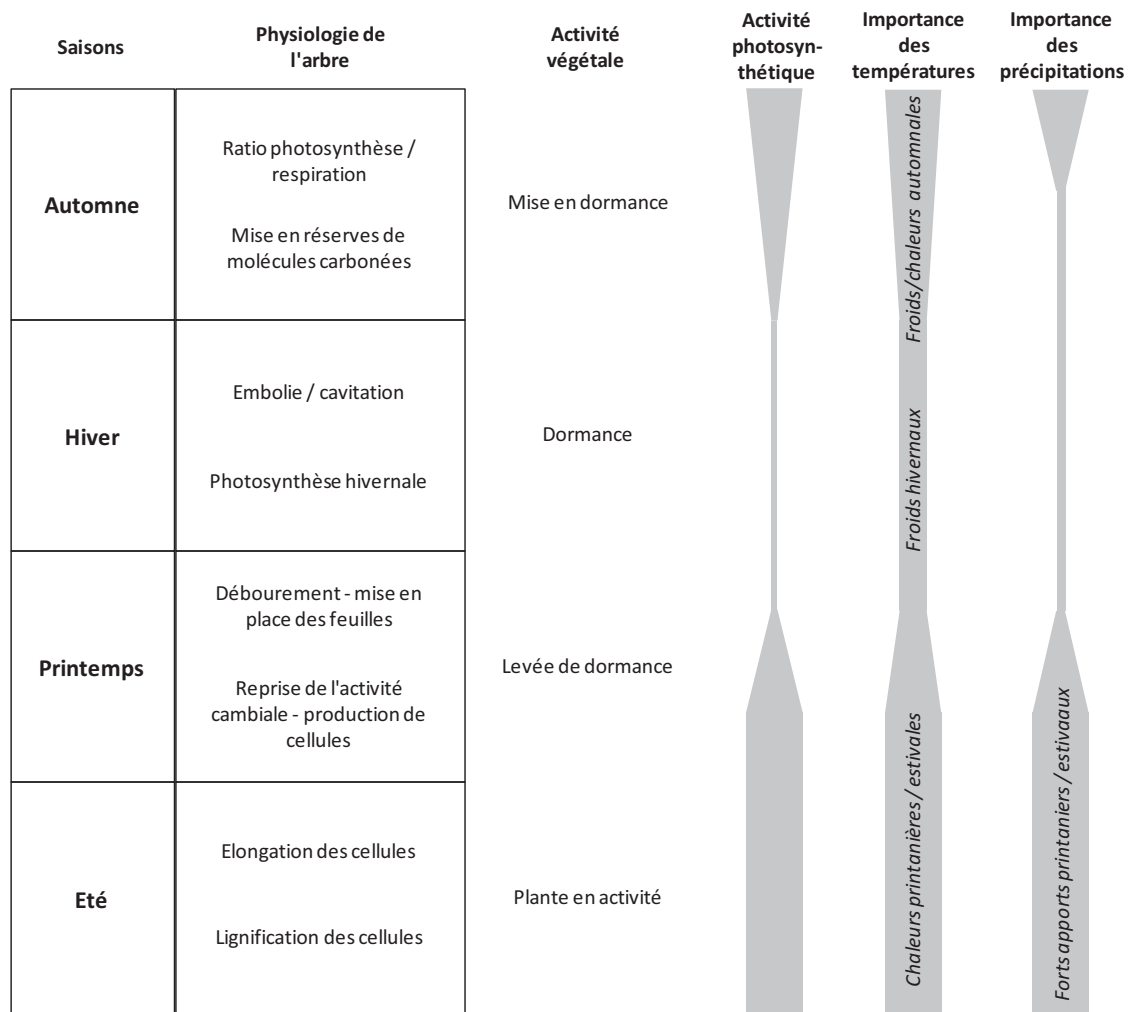 Saisons
Physiologie de
l'arbre
Activité
végétale
Activité
photosyn-
thétique
Importance
des
températures
Importance
des
précipitations
Automne
Ratio photosynthèse /
respiration
Mise en réserves de
molécules carbonées
Mise en dormance
Froids/chaleurs automnales
Hiver
Embolie / cavitation
Photosynthèse hivernale
Dormance
Froids hivernaux
Printemps
Débourement - mise en
place des feuilles
Reprise de l'activité
cambiale - production de
cellules
Levée de dormance
Chaleurs printanières / estivales
Forts apports printaniers / estivaaux
Eté
Elongation des cellules
Lignification des cellules
Plante en activité